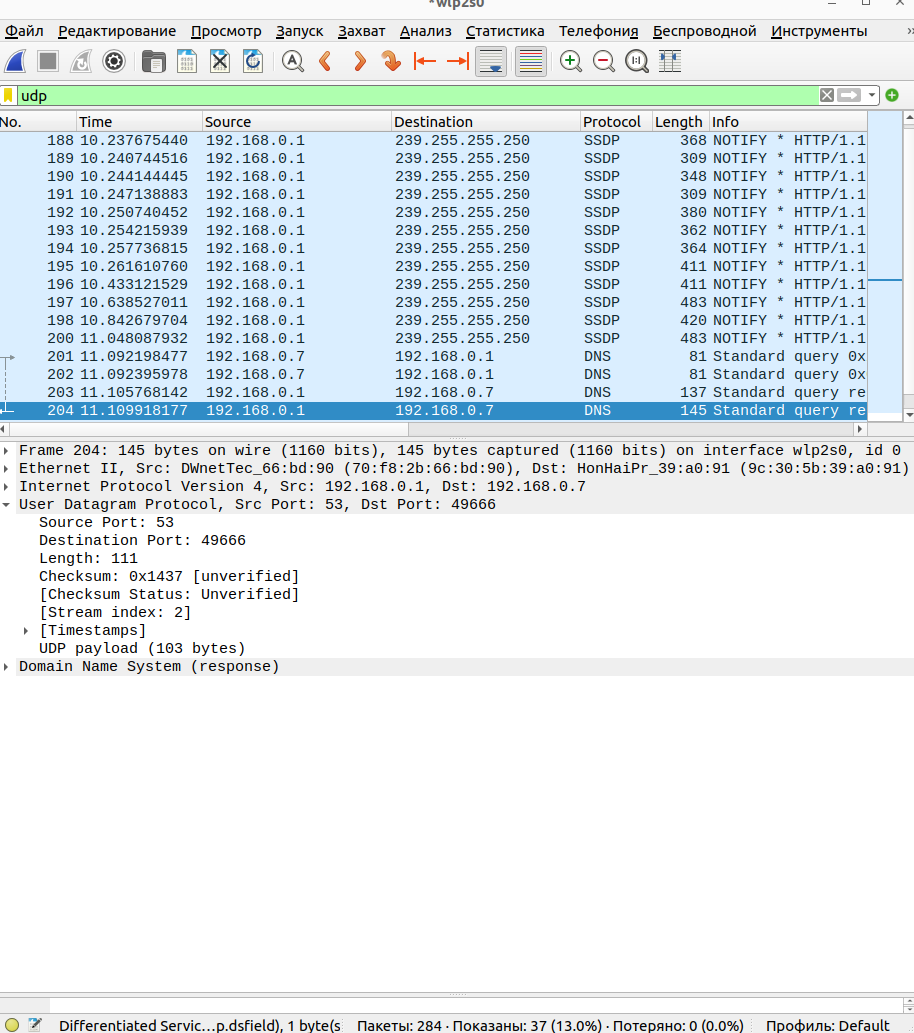 *wlp2s0
Файл Редактирование Просмотр Запуск Захват Анализ Статистика Телефония Беспроводной Инструменты »
udp
No. Time Source Destination Protocol Length Info
188 10.237675440 192.168.0.1 239.255.255.250 SSDP 368 NOTIFY * HTTP/1.1
189 10.240744516 192.168.0.1 239.255.255.250 SSDP 309 NOTIFY * HTTP/1.1
190 10.244144445 192.168.0.1 239.255.255.250 SSDP 348 NOTIFY * HTTP/1.1
191 10.247138883 192.168.0.1 239.255.255.250 SSDP 309 NOTIFY * HTTP/1.1
192 10.250740452 192.168.0.1 239.255.255.250 SSDP 380 NOTIFY * HTTP/1.1
193 10.254215939 192.168.0.1 239.255.255.250 SSDP 362 NOTIFY * HTTP/1.1
194 10.257736815 192.168.0.1 239.255.255.250 SSDP 364 NOTIFY * HTTP/1.1
195 10.261610760 192.168.0.1 239.255.255.250 SSDP 411 NOTIFY * HTTP/1.1
196 10.433121529 192.168.0.1 239.255.255.250 SSDP 411 NOTIFY * HTTP/1.1
197 10.638527011 192.168.0.1 239.255.255.250 SSDP 483 NOTIFY * HTTP/1.1
198 10.842679704 192.168.0.1 239.255.255.250 SSDP 420 NOTIFY * HTTP/1.1
200 11.048087932 192.168.0.1 239.255.255.250 SSDP 483 NOTIFY * HTTP/1.1
201 11.092198477 192.168.0.7 192.168.0.1 DNS 81 Standard query 0x
202 11.092395978 192.168.0.7 192.168.0.1 DNS 81 Standard query 0x
203 11.105768142 192.168.0.1 192.168.0.7 DNS 137 Standard query re
204 11.109918177 192.168.0.1 192.168.0.7 DNS 145 Standard query re
Frame 204: 145 bytes on wire (1160 bits), 145 bytes captured (1160 bits) on interface wlp2s0, id 0
Ethernet II, Src: DWnetTec_66:bd:90 (70:f8:2b:66:bd:90), Dst: HonHaiPr_39:a0:91 (9c:30:5b:39:a0:91)
Internet Protocol Version 4, Src: 192.168.0.1, Dst: 192.168.0.7
User Datagram Protocol, Src Port: 53, Dst Port: 49666
Source Port: 53
Destination Port: 49666
Length: 111
Checksum: 0x1437 [unverified]
[Checksum Status: Unverified]
[Stream index: 2]
[Timestamps]
UDP payload (103 bytes)
Domain Name System (response)
Differentiated Servic…p.dsfield), 1 byte(s Пакеты: 284 · Показаны: 37 (13.0%) · Потеряно: 0 (0.0%) Профиль: Default